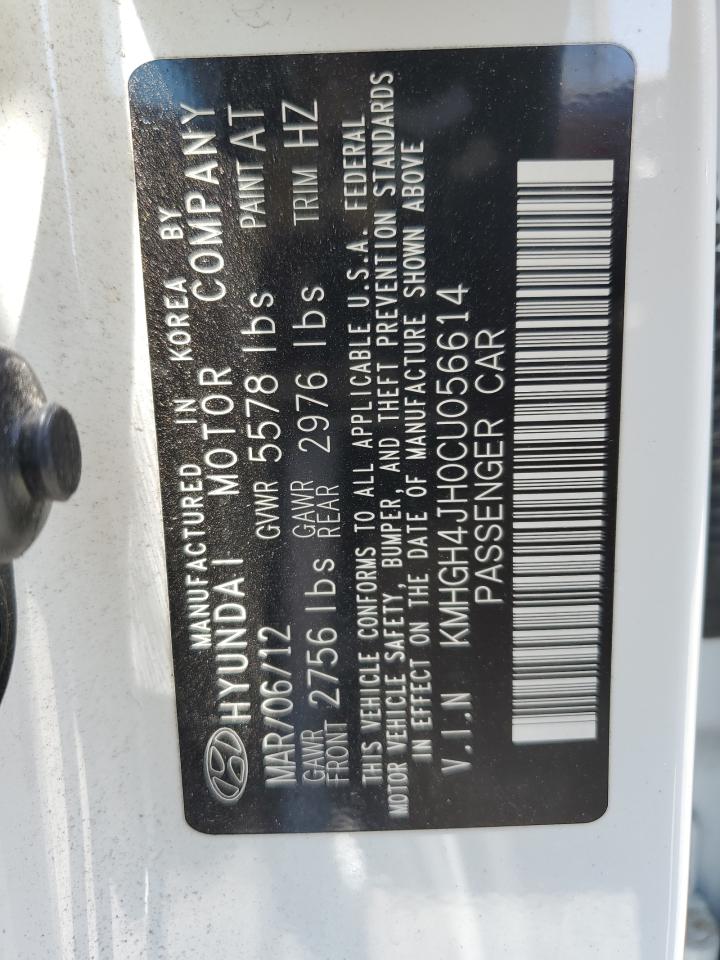 MANUFACTURED IN KOREA BY
HYUNDAI MOTOR COMPANY
MAR/06/12 GVWR 5578 lbs PAINT AT
GAWR FRONT 2756 lbs GAWR REAR 2976 lbs TRIM HZ
THIS VEHICLE CONFORMS TO ALL APPLICABLE U.S.A. FEDERAL
MOTOR VEHICLE SAFETY, BUMPER, AND THEFT PREVENTION STANDARDS
IN EFFECT ON THE DATE OF MANUFACTURE SHOWN ABOVE
V.I.N KMHGH4JH0CU056614
PASSENGER CAR